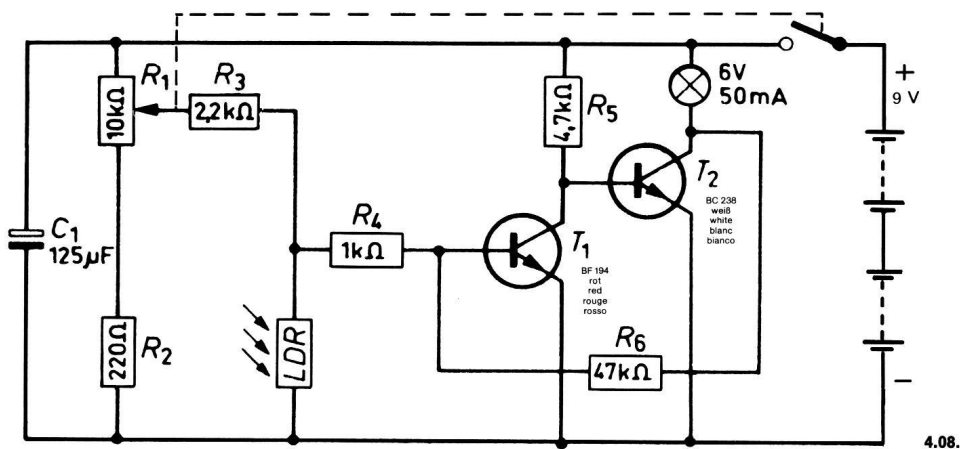 R1
10kΩ
R3
2,2kΩ
C1
125µF
R2
220Ω
LDR
R4
1kΩ
R5
4,7kΩ
T1
BF 194
rot
red
rouge
rosso
R6
47kΩ
6V
50mA
T2
BC 238
weiß
white
blanc
bianco
+
9 V
−
4.08.